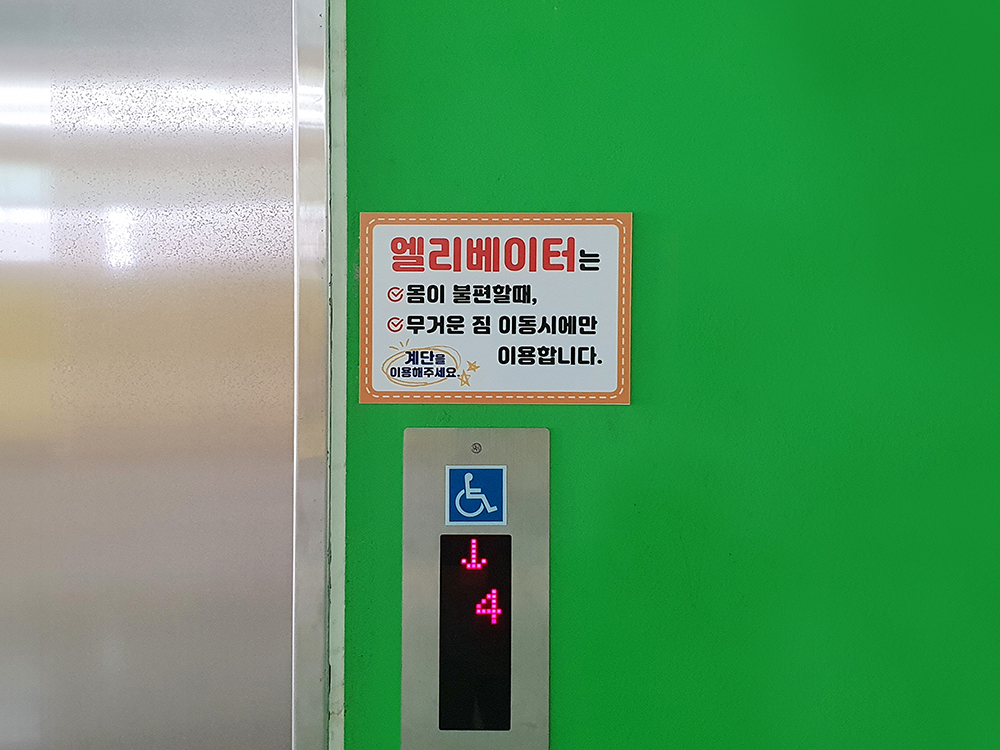 엘리베이터는
몸이 불편할때,
무거운 짐 이동시에만
이용합니다.
계단을
이용해주세요.
4